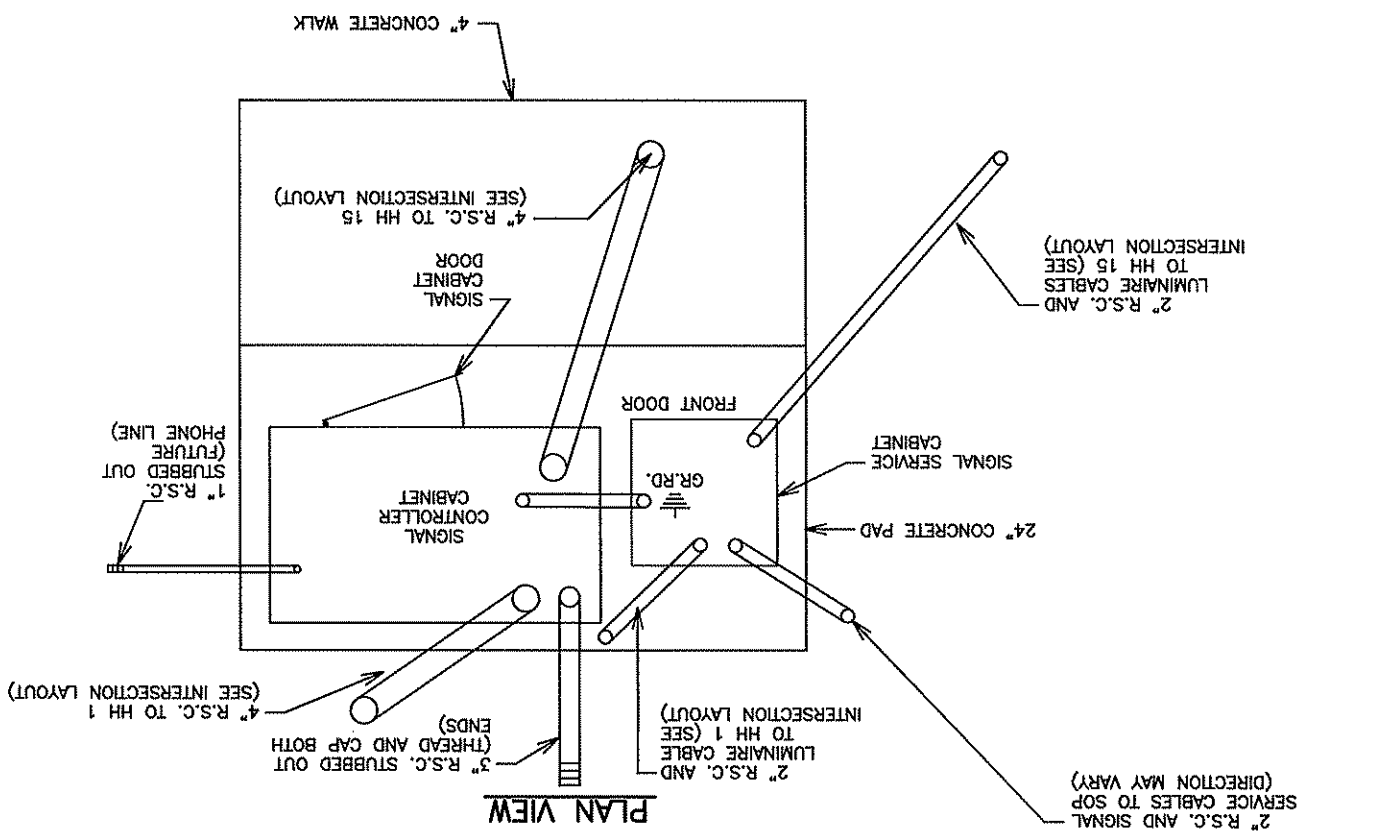 PLAN VIEW
2" R.S.C. AND SIGNAL
SERVICE CABLES TO SOP
(DIRECTION MAY VARY)
2" R.S.C. AND
LUMINAIRE CABLE
TO HH 1 (SEE
INTERSECTION LAYOUT)
3" R.S.C. STUBBED OUT
(THREAD AND CAP BOTH
ENDS)
4" R.S.C. TO HH 1
(SEE INTERSECTION LAYOUT)
24" CONCRETE PAD
SIGNAL SERVICE
CABINET
GR.RD.
FRONT DOOR
SIGNAL
CONTROLLER
CABINET
1" R.S.C.
STUBBED OUT
(FUTURE
PHONE LINE)
2" R.S.C. AND
LUMINAIRE CABLES
TO HH 15 (SEE
INTERSECTION LAYOUT)
SIGNAL
CABINET
DOOR
4" R.S.C. TO HH 15
(SEE INTERSECTION LAYOUT)
4" CONCRETE WALK